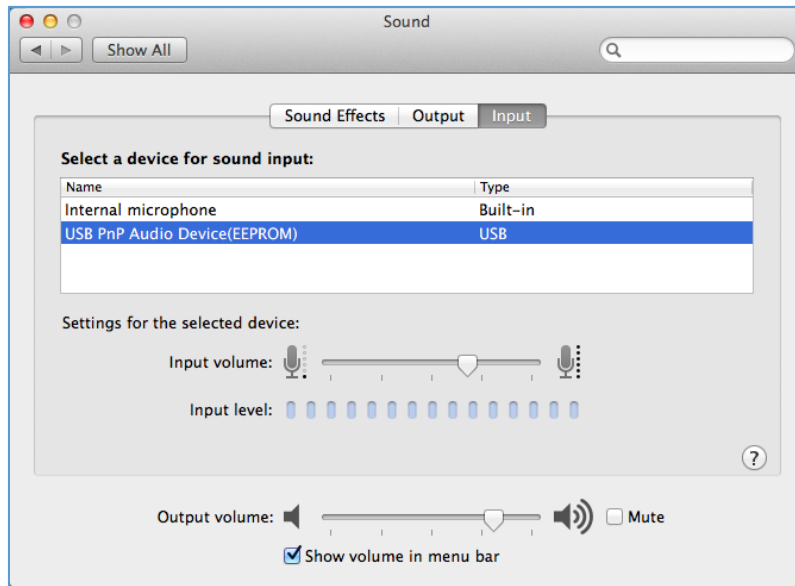 Sound
Show All
Sound Effects Output Input
Select a device for sound input:
Name Type
Internal microphone Built-in
USB PnP Audio Device(EEPROM) USB
Settings for the selected device:
Input volume:
Input level:
?
Output volume: Mute
Show volume in menu bar